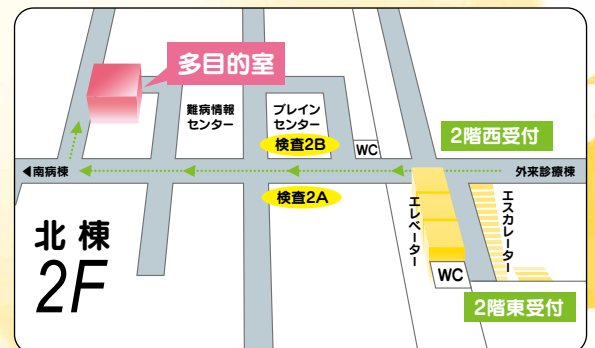 多目的室
難病情報
センター
ブレイン
センター
検査2B
WC
2階西受付
◀南病棟
外来診療棟
検査2A
エレベーター
エスカレーター
北棟
2F
WC
2階東受付